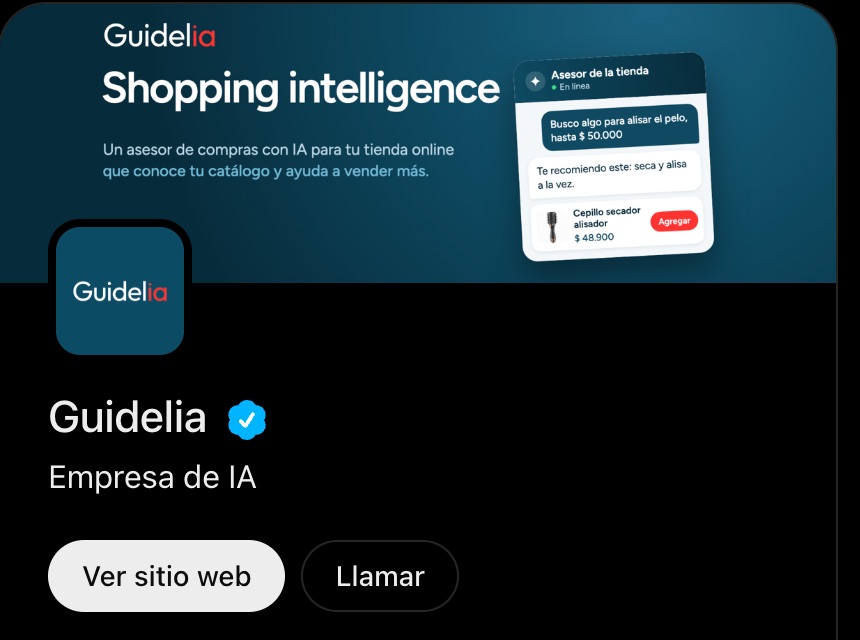 Guidelia
Shopping intelligence
Un asesor de compras con IA para tu tienda online
que conoce tu catálogo y ayuda a vender más.
Asesor de la tienda
En línea
Busco algo para alisar el pelo,
hasta $ 50.000
Te recomiendo este: seca y alisa
a la vez.
Cepillo secador
alisador
$ 48.900
Agregar
Guidelia
Guidelia
Empresa de IA
Ver sitio web
Llamar